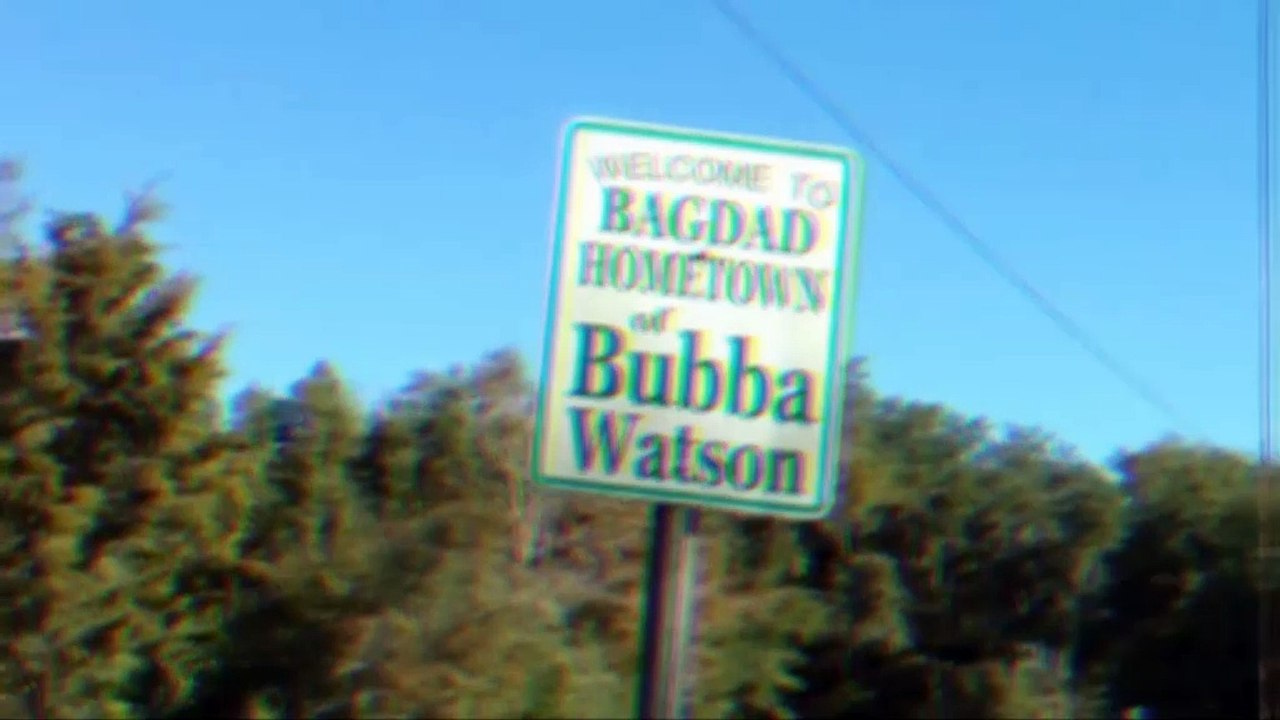 WELCOME TO
BAGDAD
HOMETOWN
of
Bubba
Watson